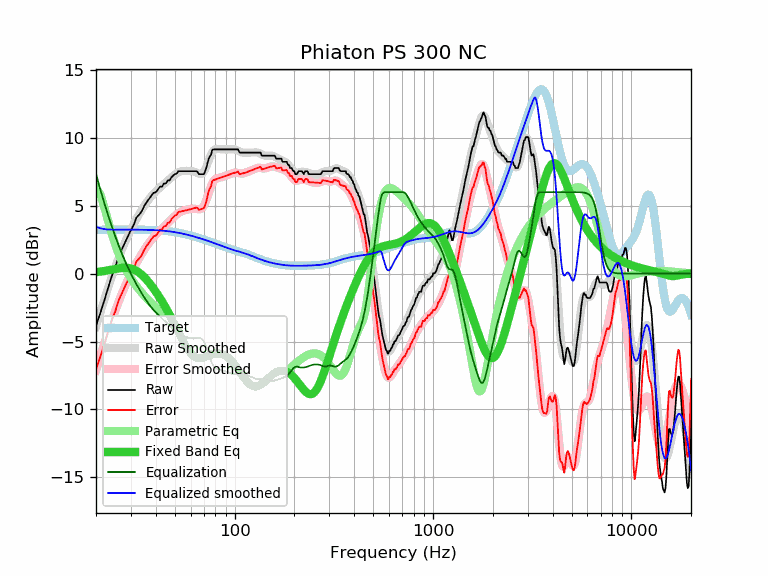 Phiaton PS 300 NC
15
10
5
0
−5
−10
−15
Amplitude (dBr)
Target
Raw Smoothed
Error Smoothed
Raw
Error
Parametric Eq
Fixed Band Eq
Equalization
Equalized smoothed
100
1000
10000
Frequency (Hz)